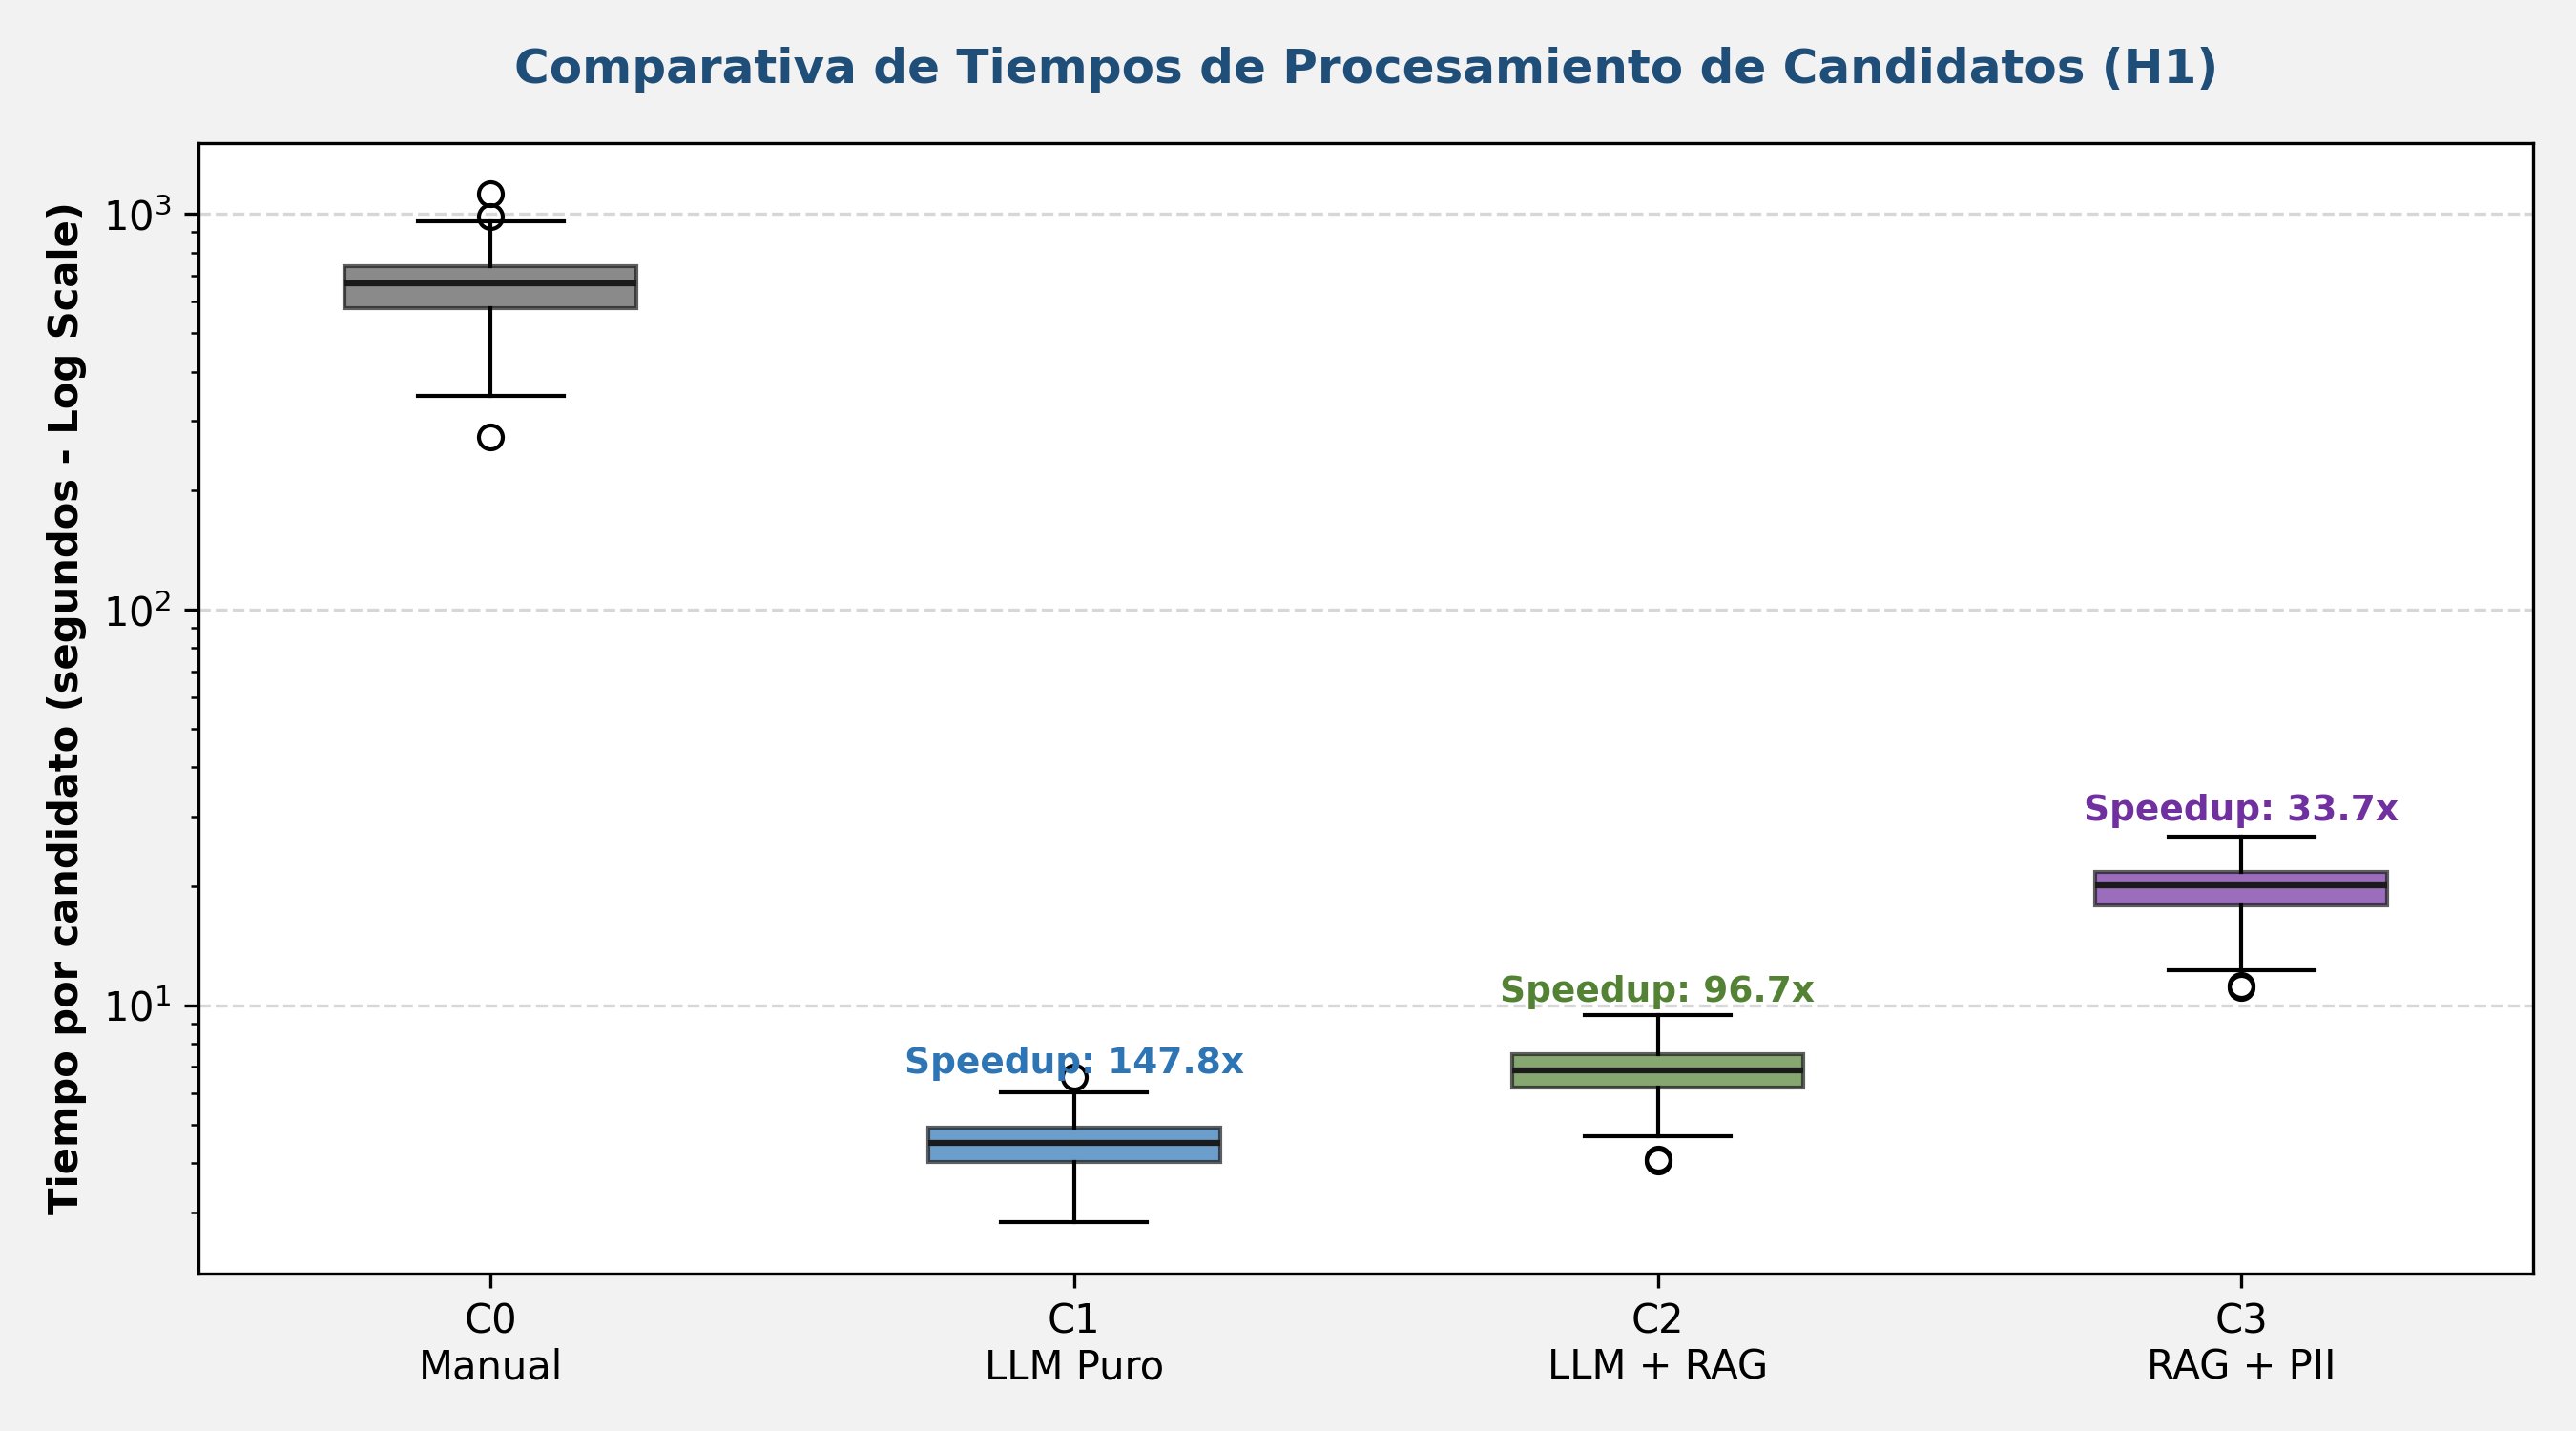 Comparativa de Tiempos de Procesamiento de Candidatos (H1)
Tiempo por candidato (segundos - Log Scale)
10³
10²
10¹
Speedup: 147.8x
Speedup: 96.7x
Speedup: 33.7x
C0
Manual
C1
LLM Puro
C2
LLM + RAG
C3
RAG + PII